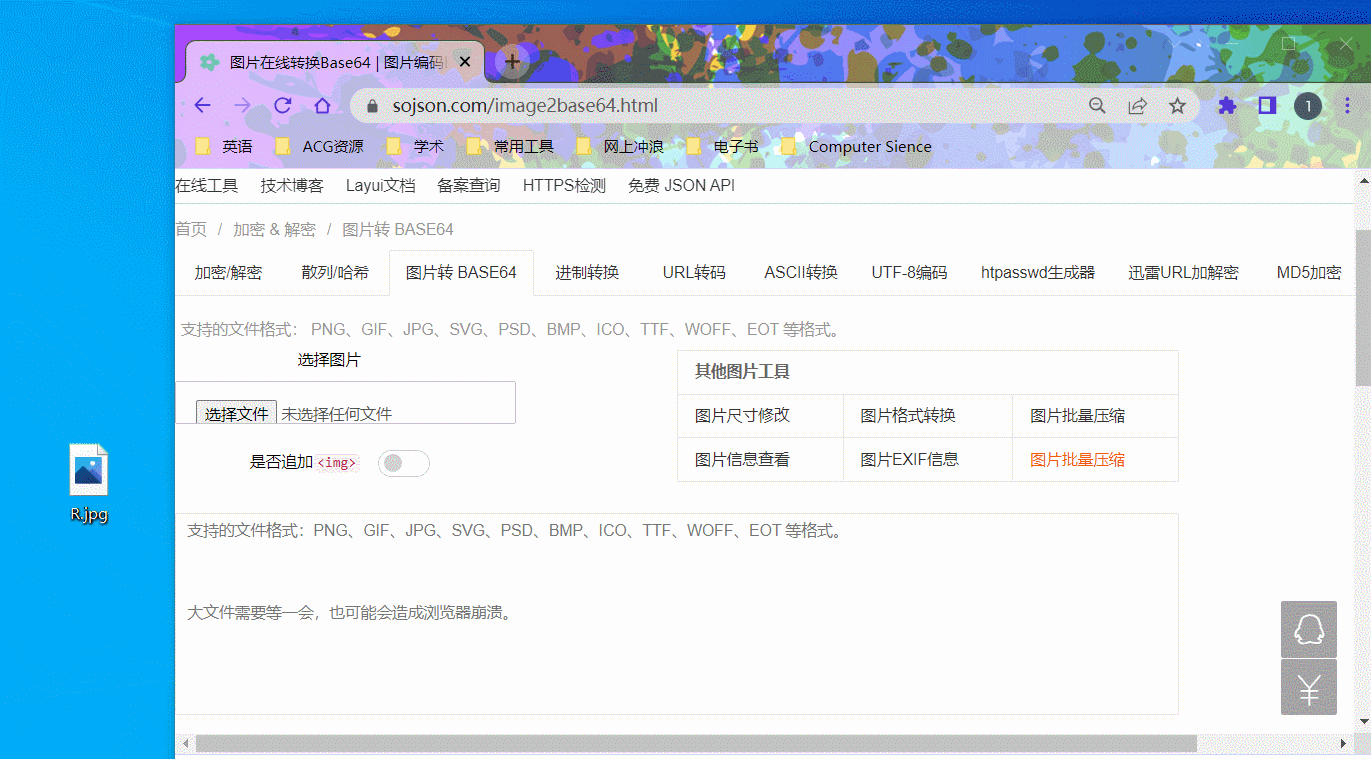 图片在线转换Base64 | 图片编码
sojson.com/image2base64.html
1
英语 ACG资源 学术 常用工具 网上冲浪 电子书 Computer Sience
在线工具 技术博客 Layui文档 备案查询 HTTPS检测 免费 JSON API
首页 / 加密 & 解密 / 图片转 BASE64
加密/解密 散列/哈希 图片转 BASE64 进制转换 URL转码 ASCII转换 UTF-8编码 htpasswd生成器 迅雷URL加解密 MD5加密
支持的文件格式： PNG、GIF、JPG、SVG、PSD、BMP、ICO、TTF、WOFF、EOT 等格式。
选择图片
选择文件 未选择任何文件
是否追加 <img>
其他图片工具
图片尺寸修改 图片格式转换 图片批量压缩
图片信息查看 图片EXIF信息 图片批量压缩
R.jpg
支持的文件格式：PNG、GIF、JPG、SVG、PSD、BMP、ICO、TTF、WOFF、EOT 等格式。
大文件需要等一会，也可能会造成浏览器崩溃。